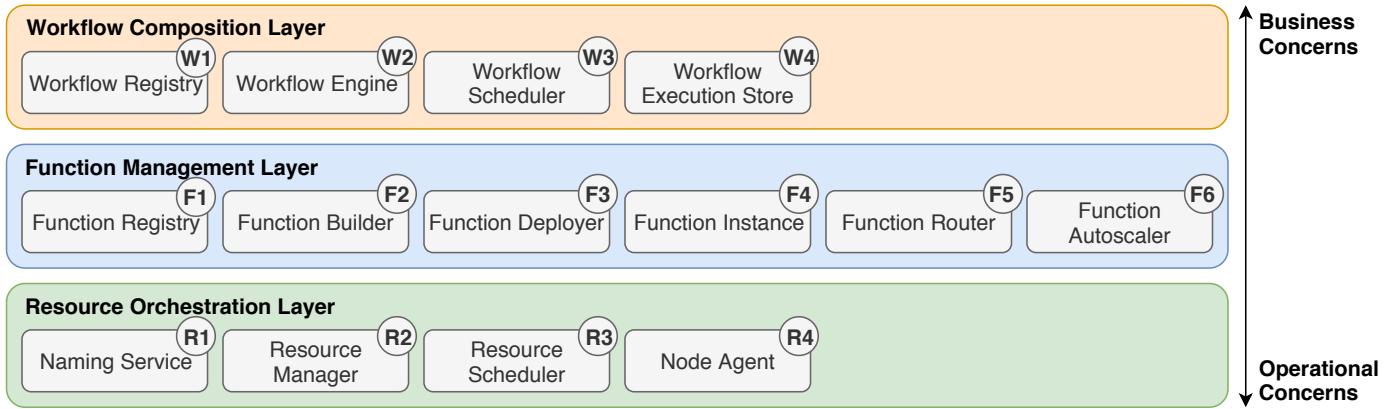 Workflow Composition Layer
W1
Workflow Registry
W2
Workflow Engine
W3
Workflow
Scheduler
W4
Workflow
Execution Store
Function Management Layer
F1
Function Registry
F2
Function Builder
F3
Function Deployer
F4
Function Instance
F5
Function Router
F6
Function
Autoscaler
Resource Orchestration Layer
R1
Naming Service
R2
Resource
Manager
R3
Resource
Scheduler
R4
Node Agent
Business
Concerns
Operational
Concerns